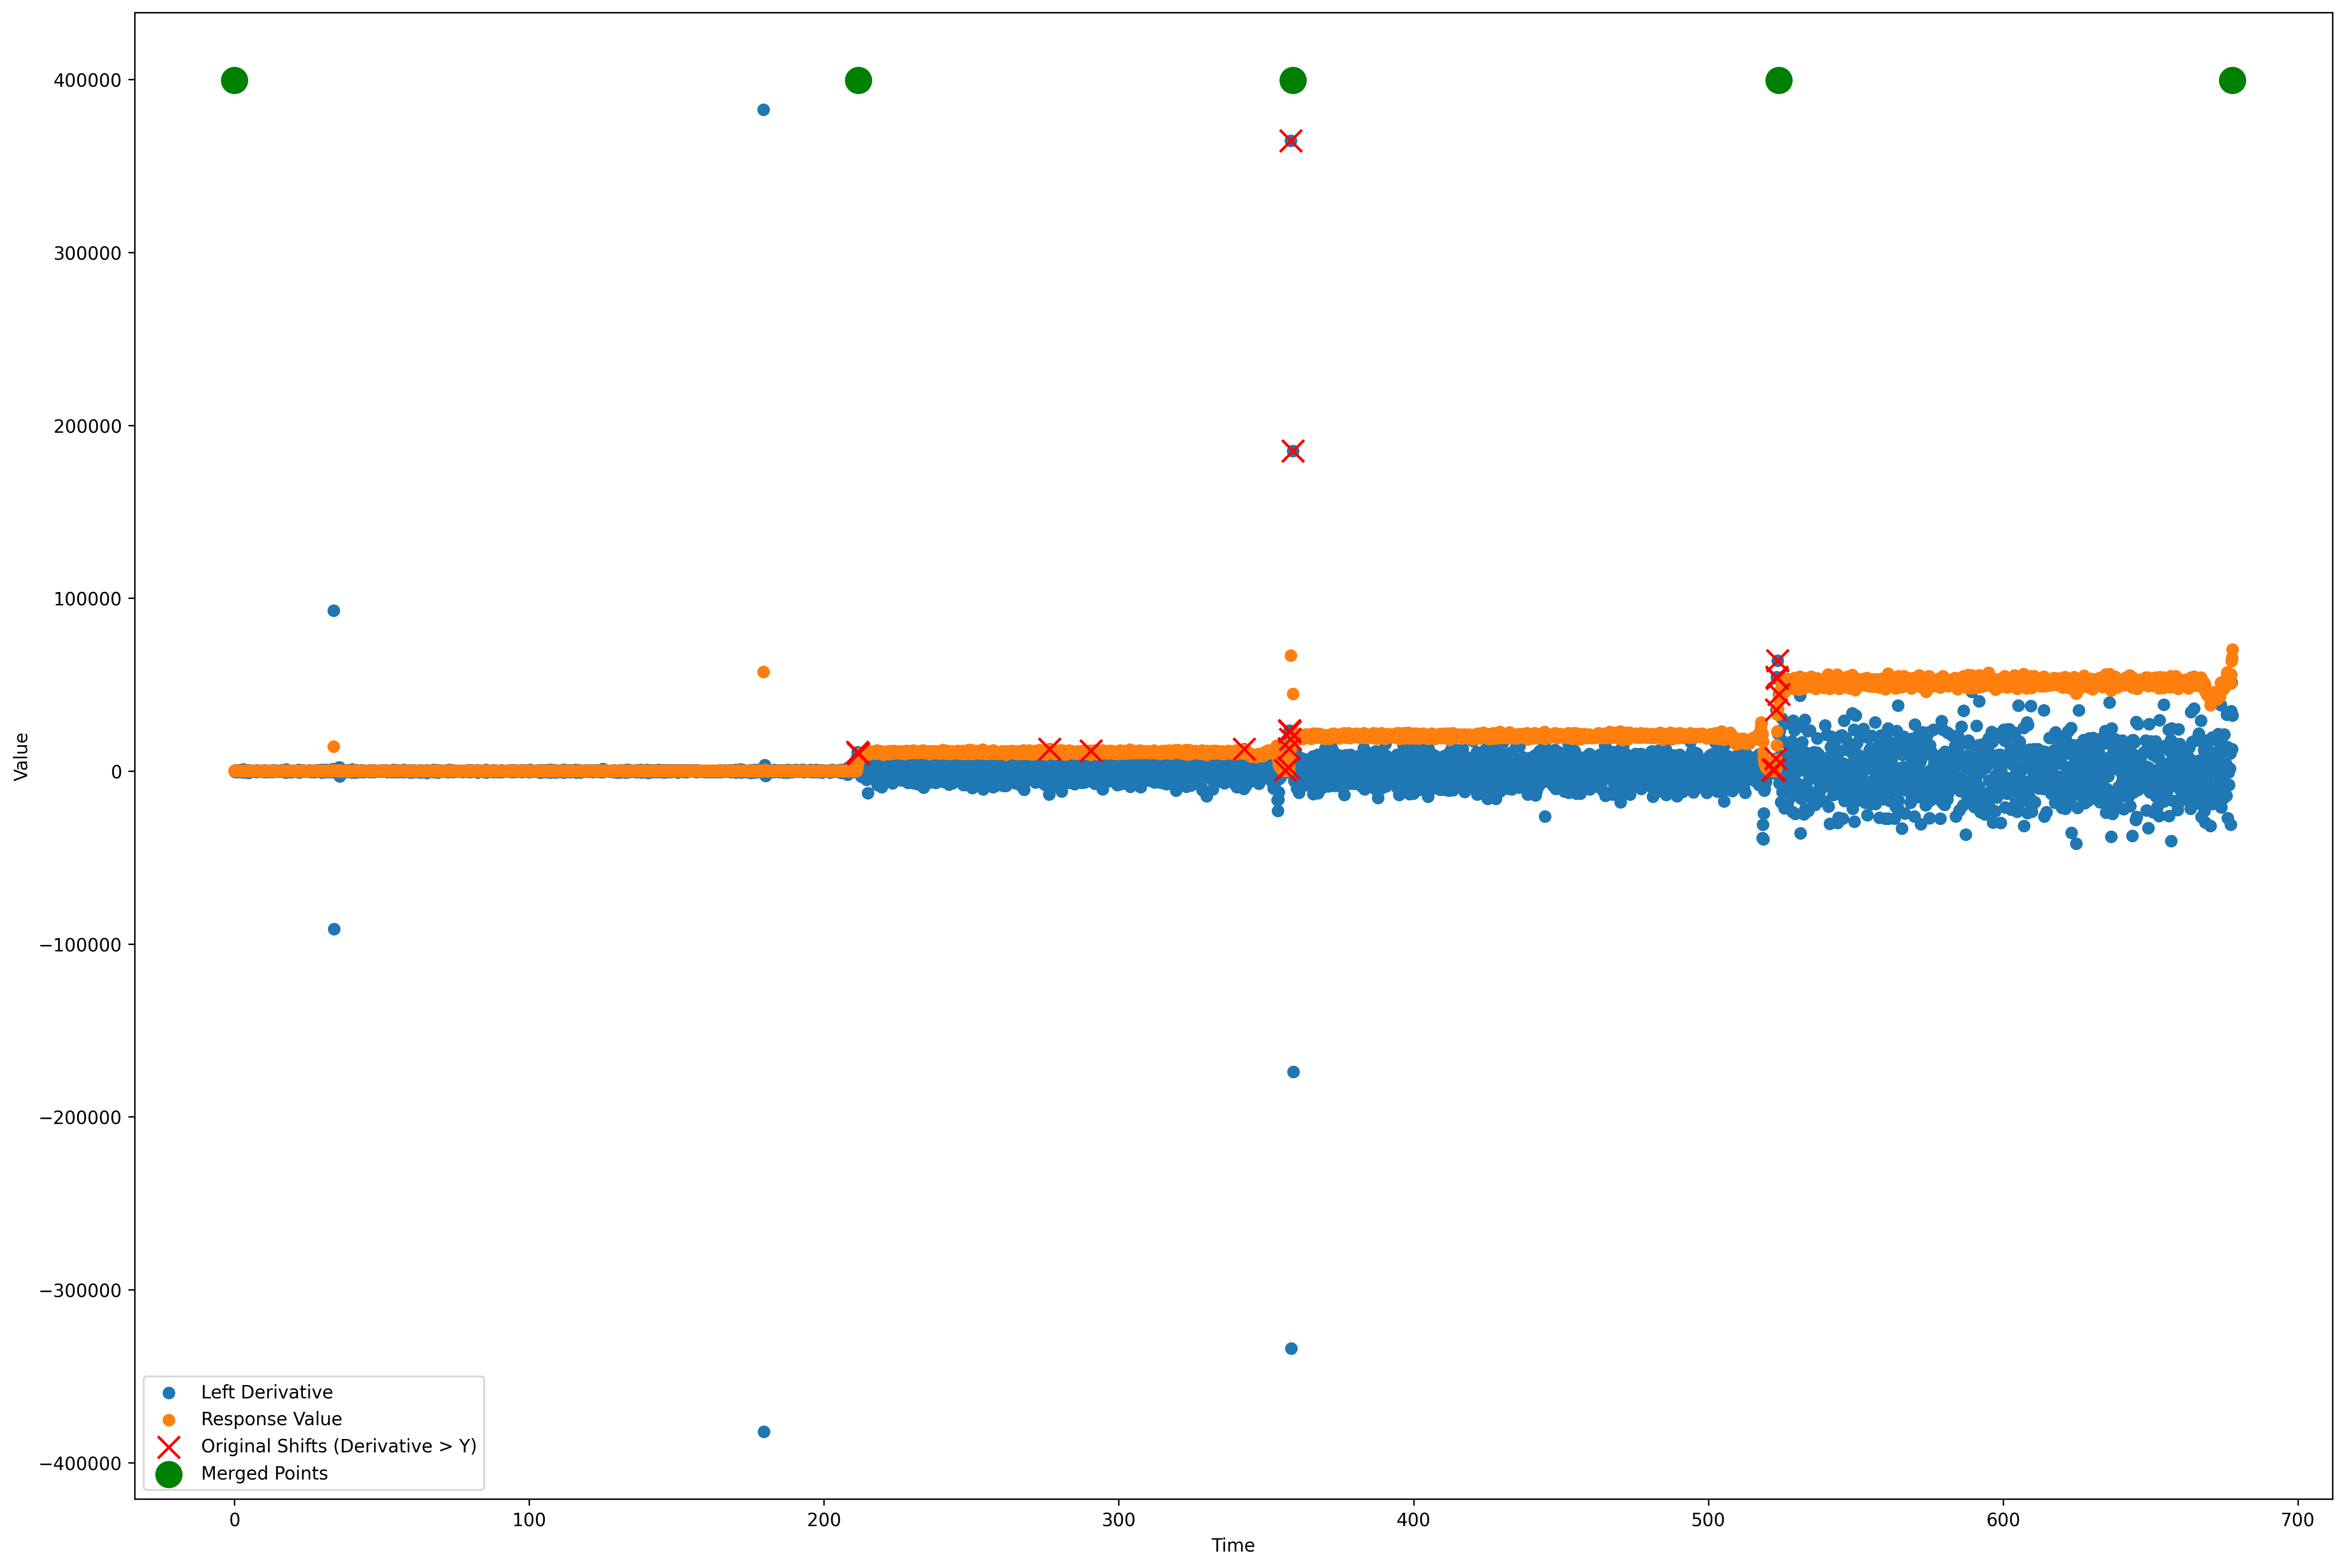 400000
300000
200000
100000
0
−100000
−200000
−300000
−400000
Value
0 100 200 300 400 500 600 700
Time
Left Derivative
Response Value
Original Shifts (Derivative > Y)
Merged Points